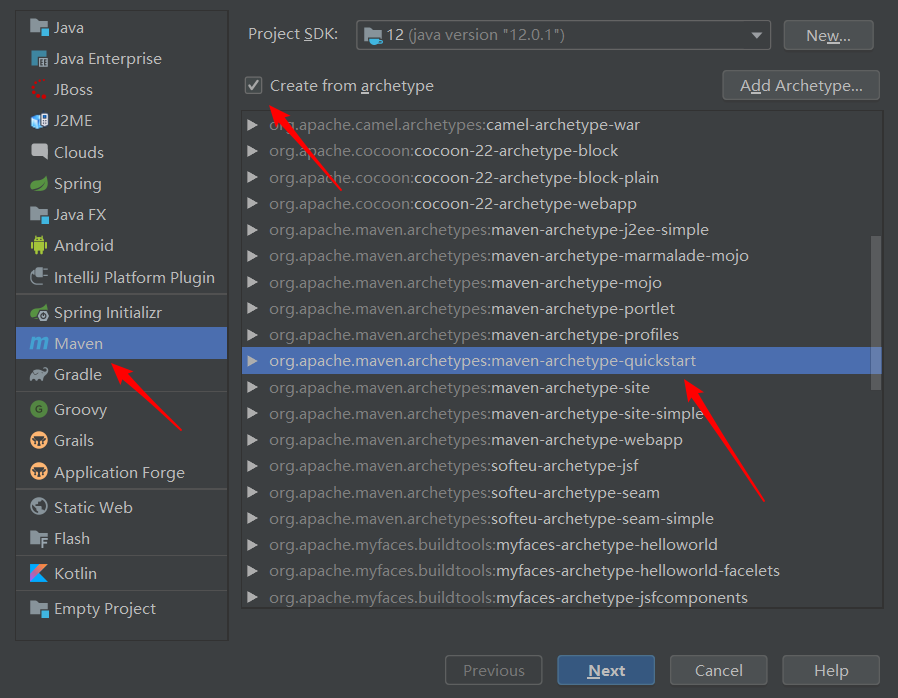 Java
Java Enterprise
JBoss
J2ME
Clouds
Spring
Java FX
Android
IntelliJ Platform Plugin
Spring Initializr
m Maven
Gradle
G Groovy
Grails
Application Forge
Static Web
Flash
Kotlin
Empty Project
Project SDK: 12 (java version "12.0.1") New...
Create from archetype Add Archetype...
org.apache.camel.archetypes:camel-archetype-war
org.apache.cocoon:cocoon-22-archetype-block
org.apache.cocoon:cocoon-22-archetype-block-plain
org.apache.cocoon:cocoon-22-archetype-webapp
org.apache.maven.archetypes:maven-archetype-j2ee-simple
org.apache.maven.archetypes:maven-archetype-marmalade-mojo
org.apache.maven.archetypes:maven-archetype-mojo
org.apache.maven.archetypes:maven-archetype-portlet
org.apache.maven.archetypes:maven-archetype-profiles
org.apache.maven.archetypes:maven-archetype-quickstart
org.apache.maven.archetypes:maven-archetype-site
org.apache.maven.archetypes:maven-archetype-site-simple
org.apache.maven.archetypes:maven-archetype-webapp
org.apache.maven.archetypes:softeu-archetype-jsf
org.apache.maven.archetypes:softeu-archetype-seam
org.apache.maven.archetypes:softeu-archetype-seam-simple
org.apache.myfaces.buildtools:myfaces-archetype-helloworld
org.apache.myfaces.buildtools:myfaces-archetype-helloworld-facelets
org.apache.myfaces.buildtools:myfaces-archetype-jsfcomponents
Previous Next Cancel Help